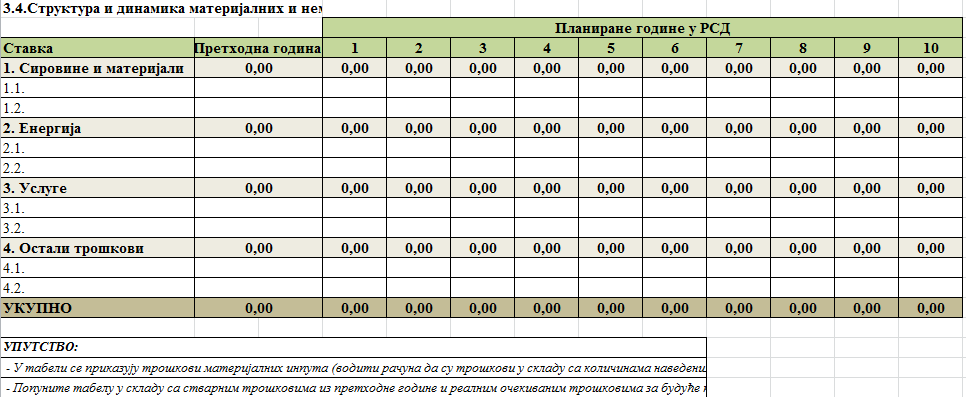 3.4.Структура и динамика материјалних и
Планиране године у РСД
Ставка Претходна година 1 2 3 4 5 6 7 8 9 10
1. Сировине и материјали 0,00 0,00 0,00 0,00 0,00 0,00 0,00 0,00 0,00 0,00 0,00
1.1.
1.2.
2. Енергија 0,00 0,00 0,00 0,00 0,00 0,00 0,00 0,00 0,00 0,00 0,00
2.1.
2.2.
3. Услуге 0,00 0,00 0,00 0,00 0,00 0,00 0,00 0,00 0,00 0,00 0,00
3.1.
3.2.
4. Остали трошкови 0,00 0,00 0,00 0,00 0,00 0,00 0,00 0,00 0,00 0,00 0,00
4.1.
4.2.
УКУПНО 0,00 0,00 0,00 0,00 0,00 0,00 0,00 0,00 0,00 0,00 0,00
УПУТСТВО:
- У табели се приказују трошкови материјалних инпута (водити рачуна да су трошкови у складу са количинама
- Попуните табелу у складу са стварним трошковима из претходне године и реалним очекиваним трошковима за будуће